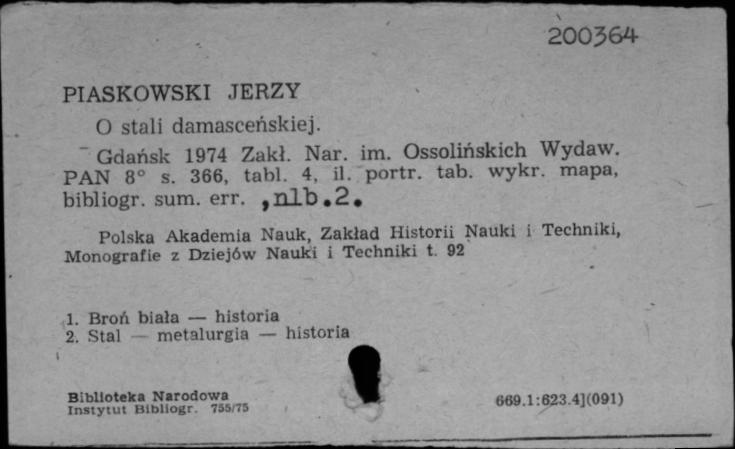 200364
PIASKOWSKI JERZY
O stali damasceńskiej.
Gdańsk 1974 Zakł. Nar. im. Ossolińskich Wydaw.
PAN 8° s. 366, tabl. 4, il. portr. tab. wykr. mapa,
bibliogr. sum. err. ,nlb.2.
Polska Akademia Nauk, Zakład Historii Nauki i Techniki,
Monografie z Dziejów Nauki i Techniki t. 92
1. Broń biała — historia
2. Stal — metalurgia — historia
Biblioteka Narodowa
Instytut Bibliogr. 755/75
669.1:623.4](091)